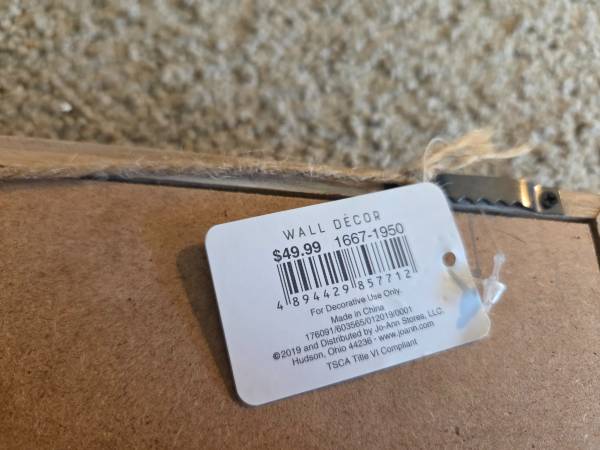 WALL DÉCOR
$49.99 1667-1950
4 894429 857712
For Decorative Use Only.
Made in China
176091/603565/012019/0001
©2019 and Distributed by Jo-Ann Stores, LLC.
Hudson, Ohio 44236 - www.joann.com
TSCA Title VI Compliant